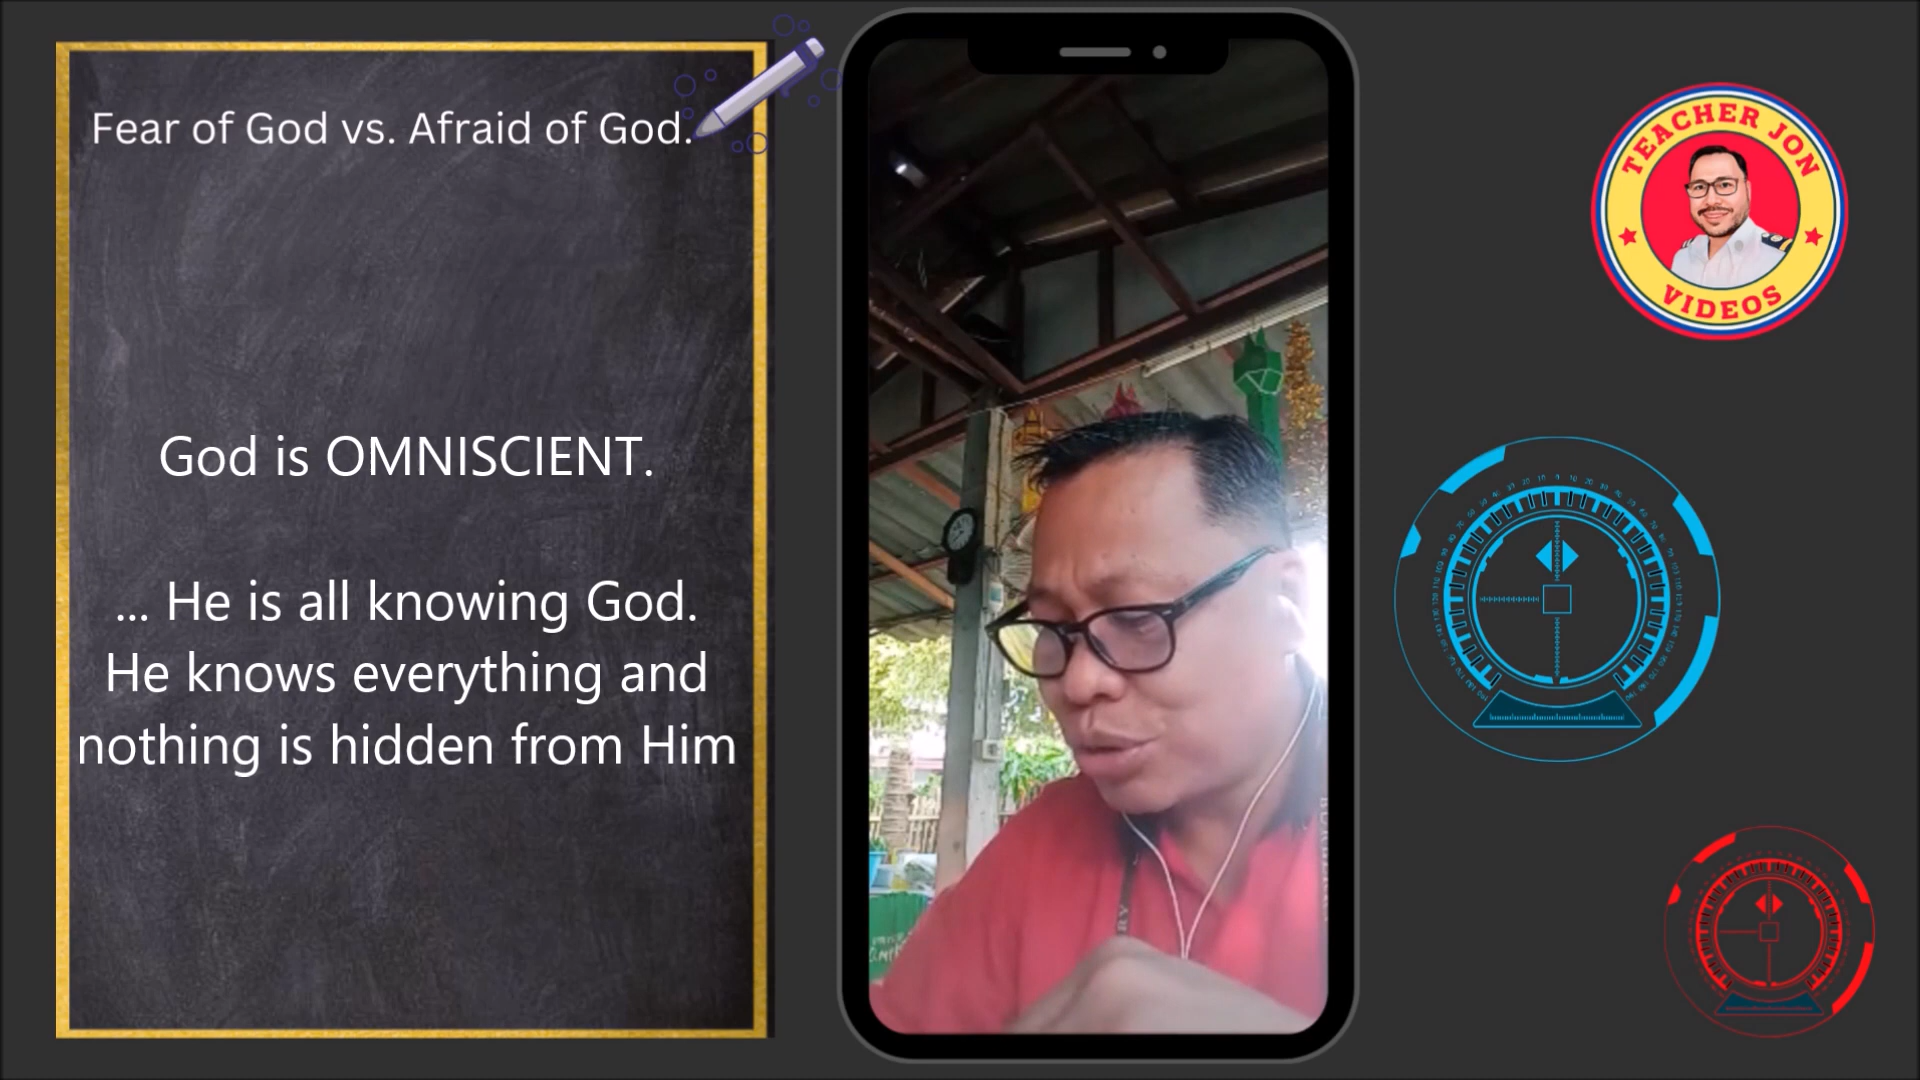 Fear of God vs. Afraid of God.
God is OMNISCIENT.
... He is all knowing God.
He knows everything and
nothing is hidden from Him
TEACHER JON
VIDEOS